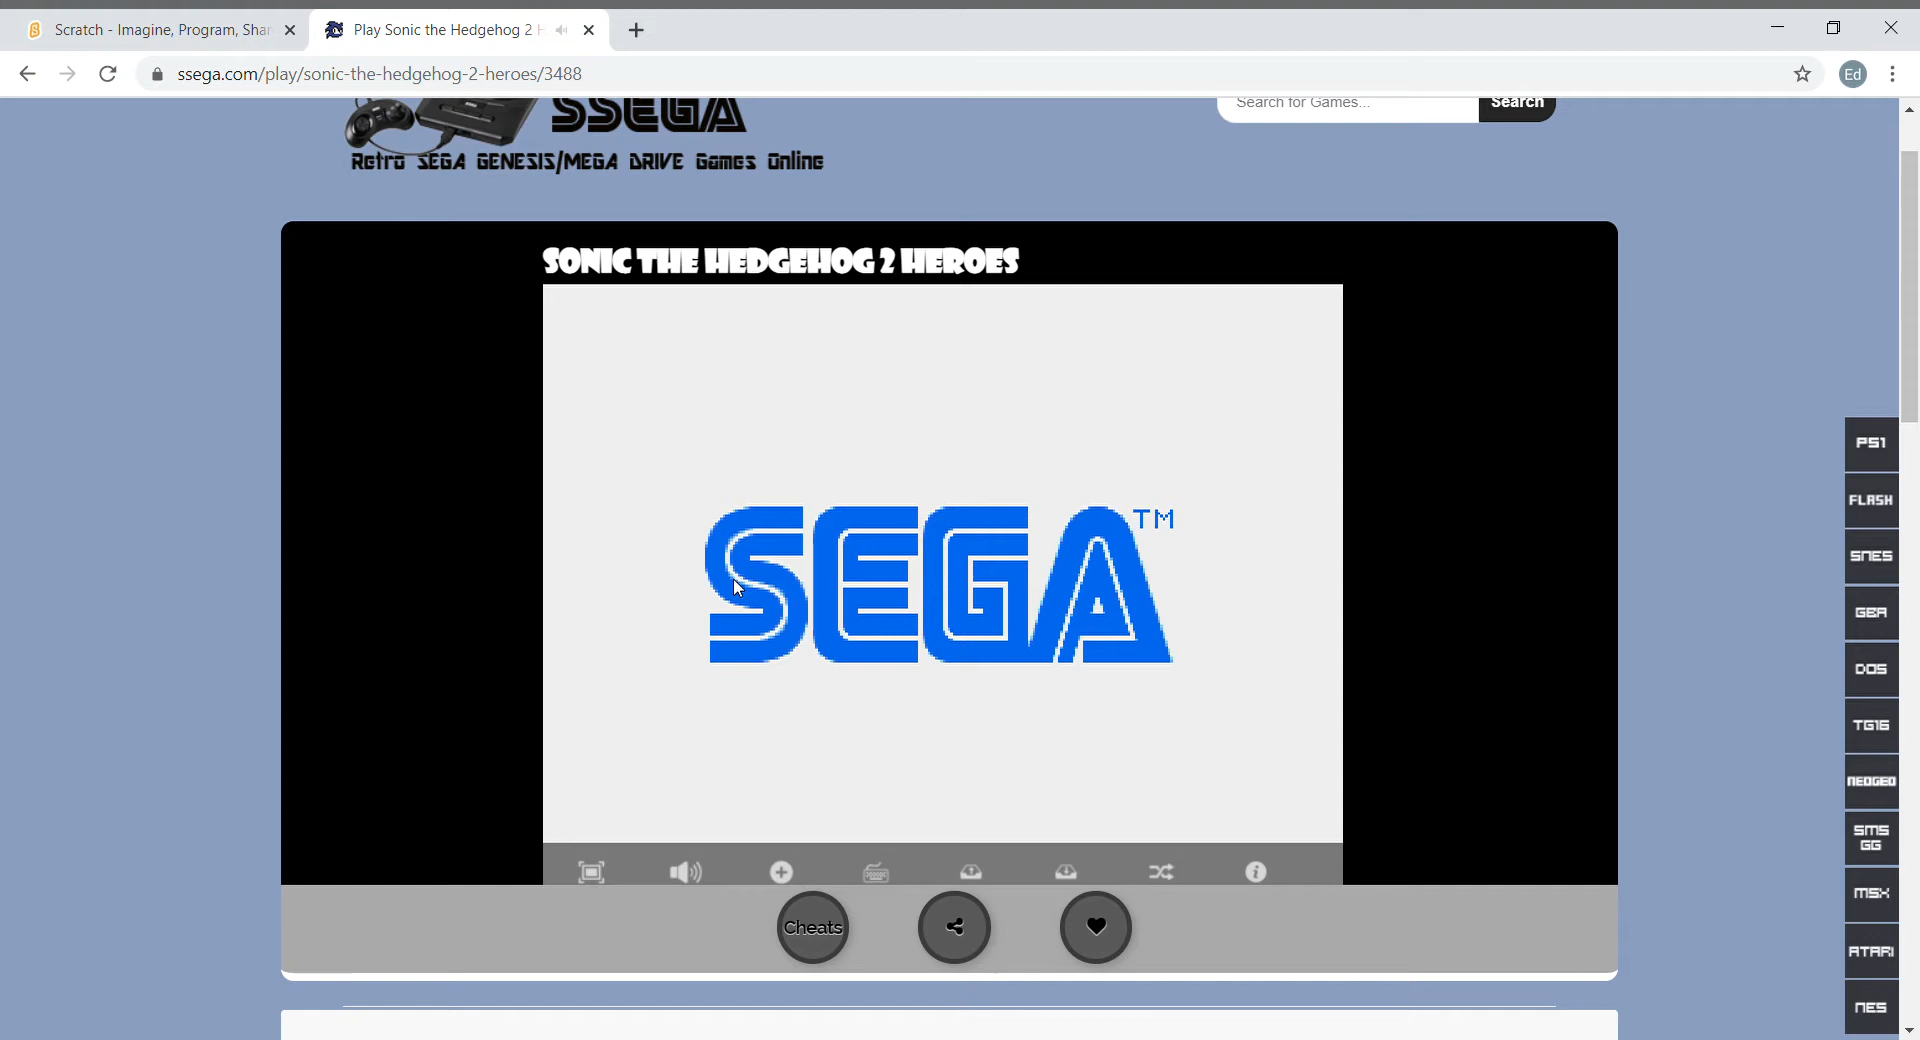 Scratch - Imagine, Program, Shar
Play Sonic the Hedgehog 2 H
ssega.com/play/sonic-the-hedgehog-2-heroes/3488
Ed
SSEGA
Retro SEGA GENESIS/MEGA DRIVE Games Online
Search for Games...
Search
SONIC THE HEDGEHOG 2 HEROES
SEGA TM
Cheats
PS1
FLASH
SNES
GBA
DOS
TG16
NEOGEO
SMS
GG
MSX
ATARI
NES